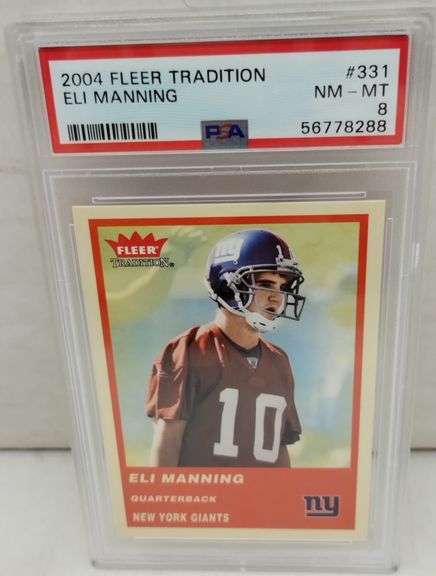 2004 FLEER TRADITION #331
ELI MANNING NM - MT
8
PSA 56778288
FLEER
TRADITION®
ny 1
10
ELI MANNING
QUARTERBACK
NEW YORK GIANTS
ny